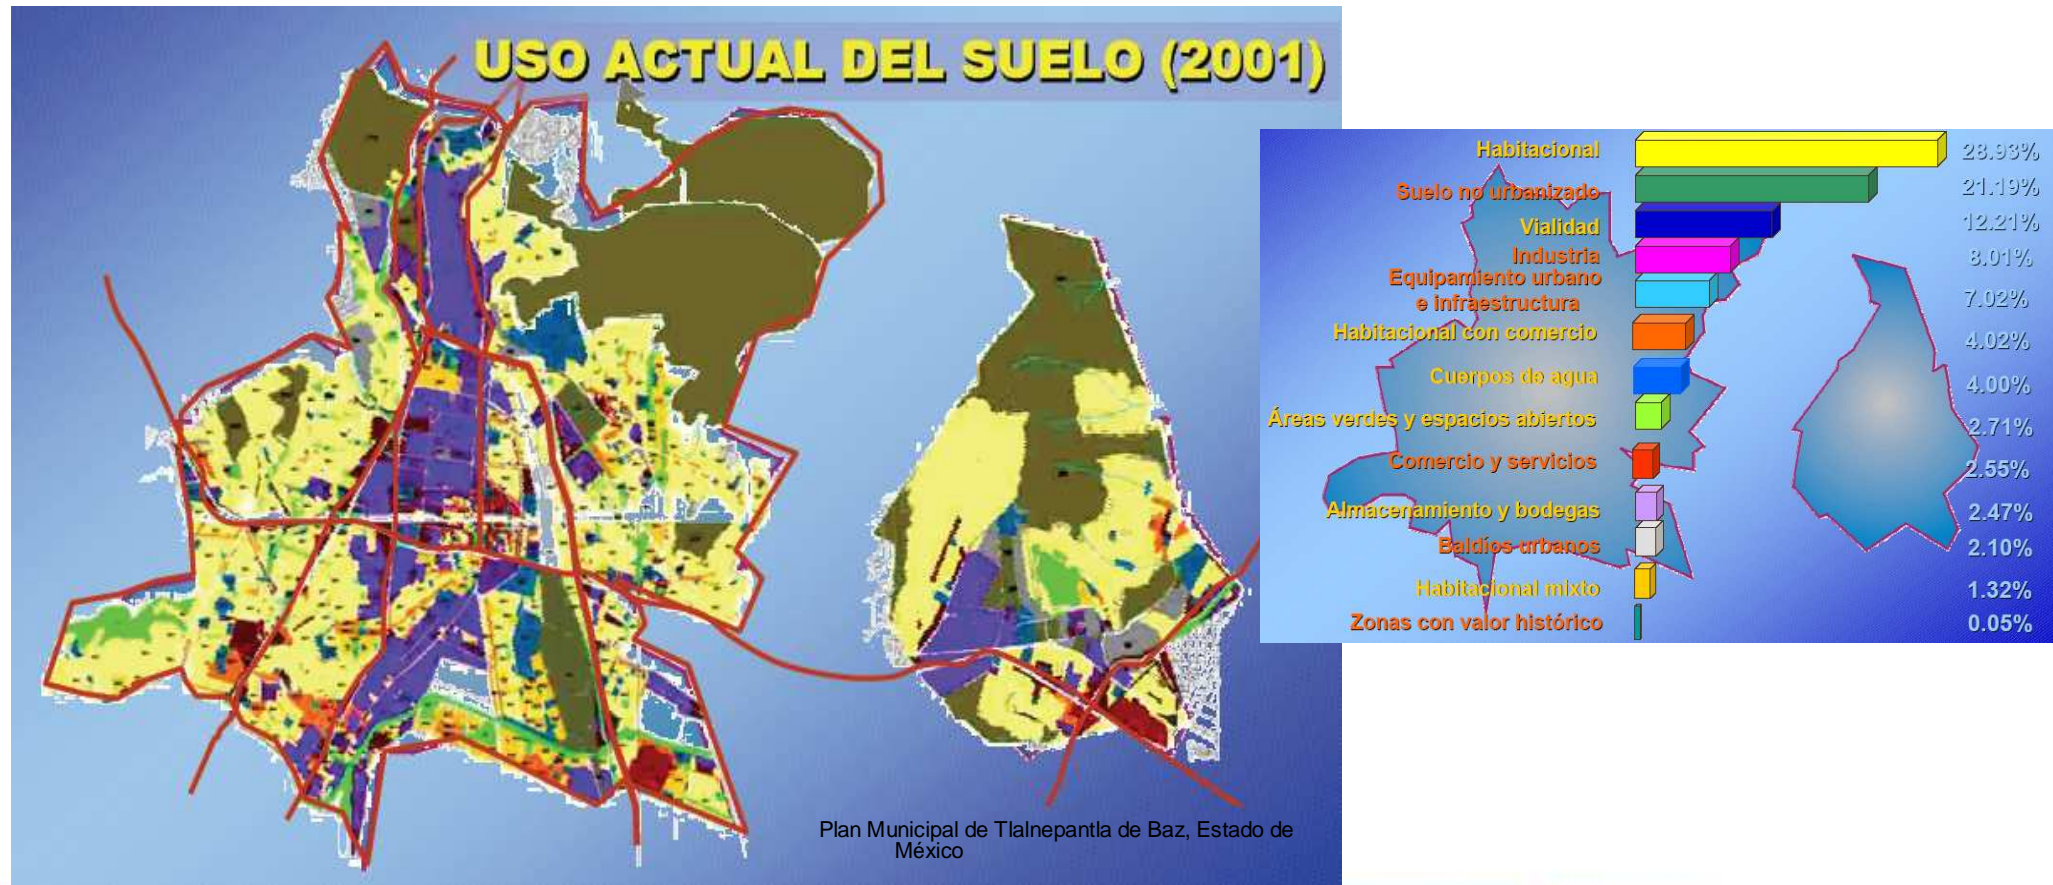 USO ACTUAL DEL SUELO (2001)
Habitacional 28.93%
Suelo no urbanizado 21.19%
Vialidad 12.21%
Industria 8.01%
Equipamiento urbano
e infraestructura 7.02%
Habitacional con comercio 4.02%
Cuerpos de agua 4.00%
Áreas verdes y espacios abiertos 2.71%
Comercio y servicios 2.55%
Almacenamiento y bodegas 2.47%
Baldíos urbanos 2.10%
Habitacional mixto 1.32%
Zonas con valor histórico 0.05%
Plan Municipal de Tlalnepantla de Baz, Estado de
México